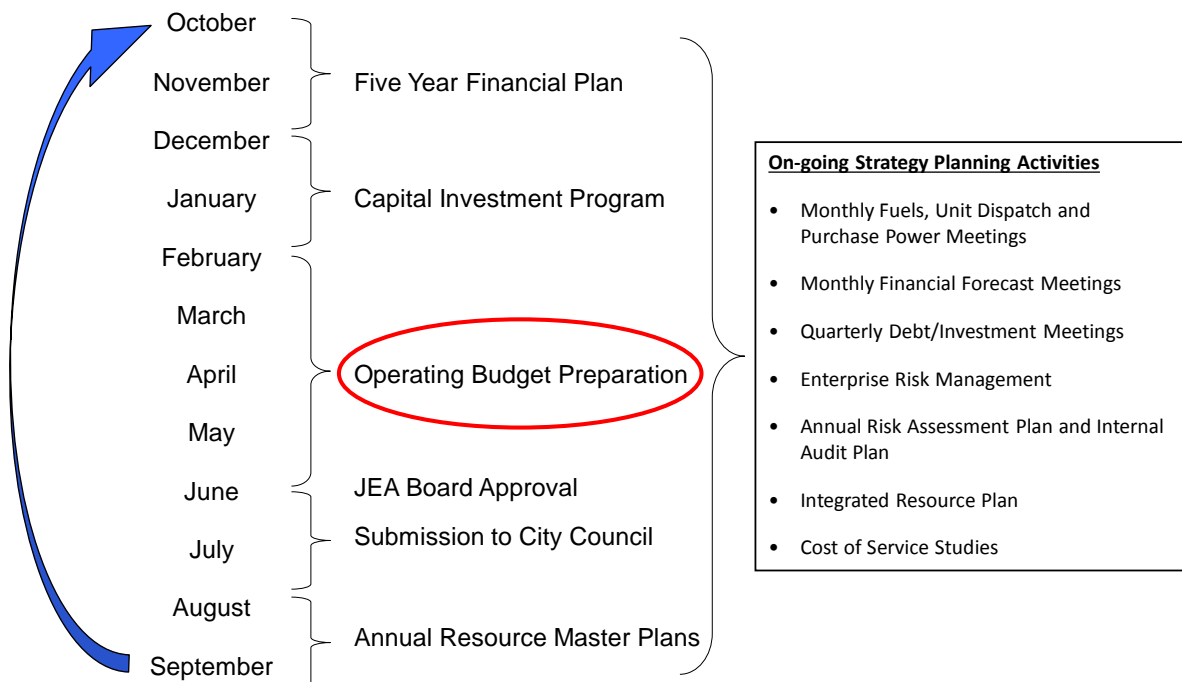 October
November
Five Year Financial Plan
December
January
Capital Investment Program
February
March
April
Operating Budget Preparation
May
June
JEA Board Approval
Submission to City Council
July
August
Annual Resource Master Plans
September
On-going Strategy Planning Activities
• Monthly Fuels, Unit Dispatch and
Purchase Power Meetings
• Monthly Financial Forecast Meetings
• Quarterly Debt/Investment Meetings
• Enterprise Risk Management
• Annual Risk Assessment Plan and Internal
Audit Plan
• Integrated Resource Plan
• Cost of Service Studies